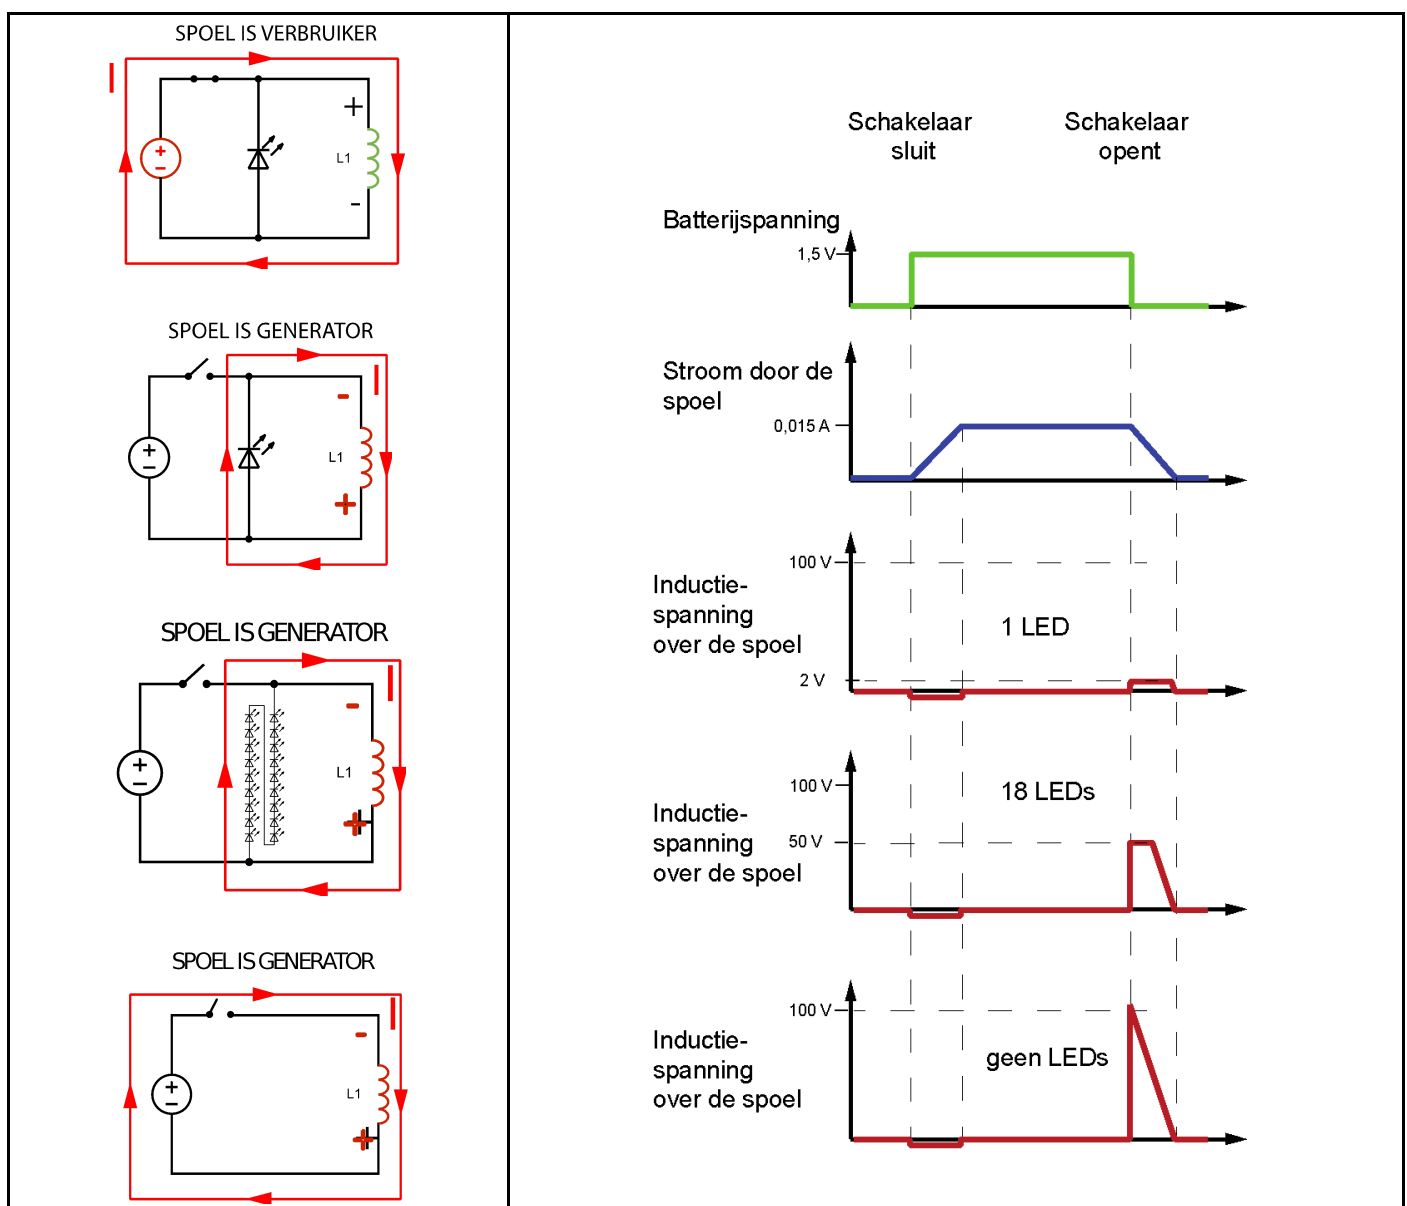 SPOEL IS VERBRUIKER
I
+
L1
+
-
-
SPOEL IS GENERATOR
I
-
+
-
L1
+
SPOEL IS GENERATOR
I
-
+
-
L1
+
SPOEL IS GENERATOR
I
-
+
-
L1
+
Schakelaar
sluit
Schakelaar
opent
Batterijspanning
1,5 V
Stroom door de
spoel
0,015 A
100 V
Inductie-
spanning
over de spoel
1 LED
2 V
100 V
18 LEDs
Inductie-
spanning
over de spoel
50 V
100 V
Inductie-
spanning
over de spoel
geen LEDs